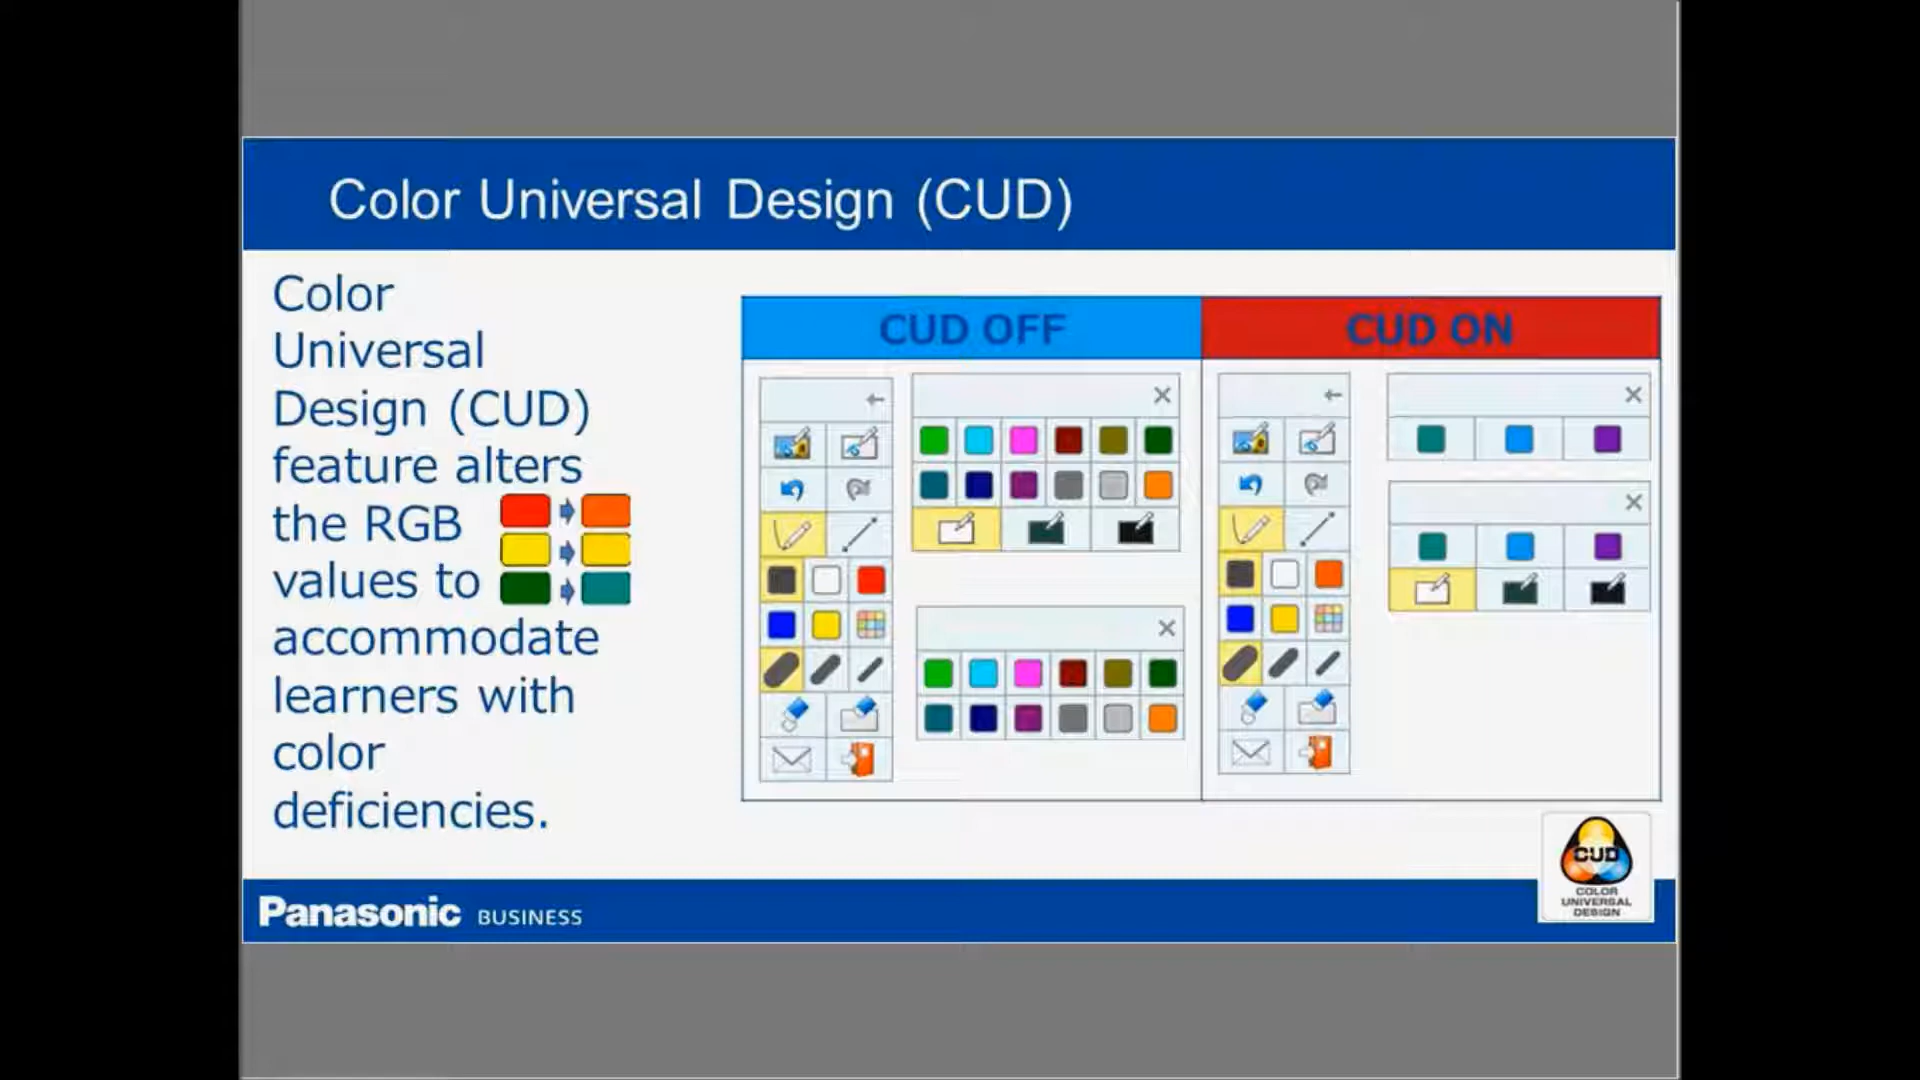 Color Universal Design (CUD)
Color
Universal
Design (CUD)
feature alters
the RGB
values to
accommodate
learners with
color
deficiencies.
CUD OFF
CUD ON
CUD
COLOR
UNIVERSAL
DESIGN
Panasonic BUSINESS